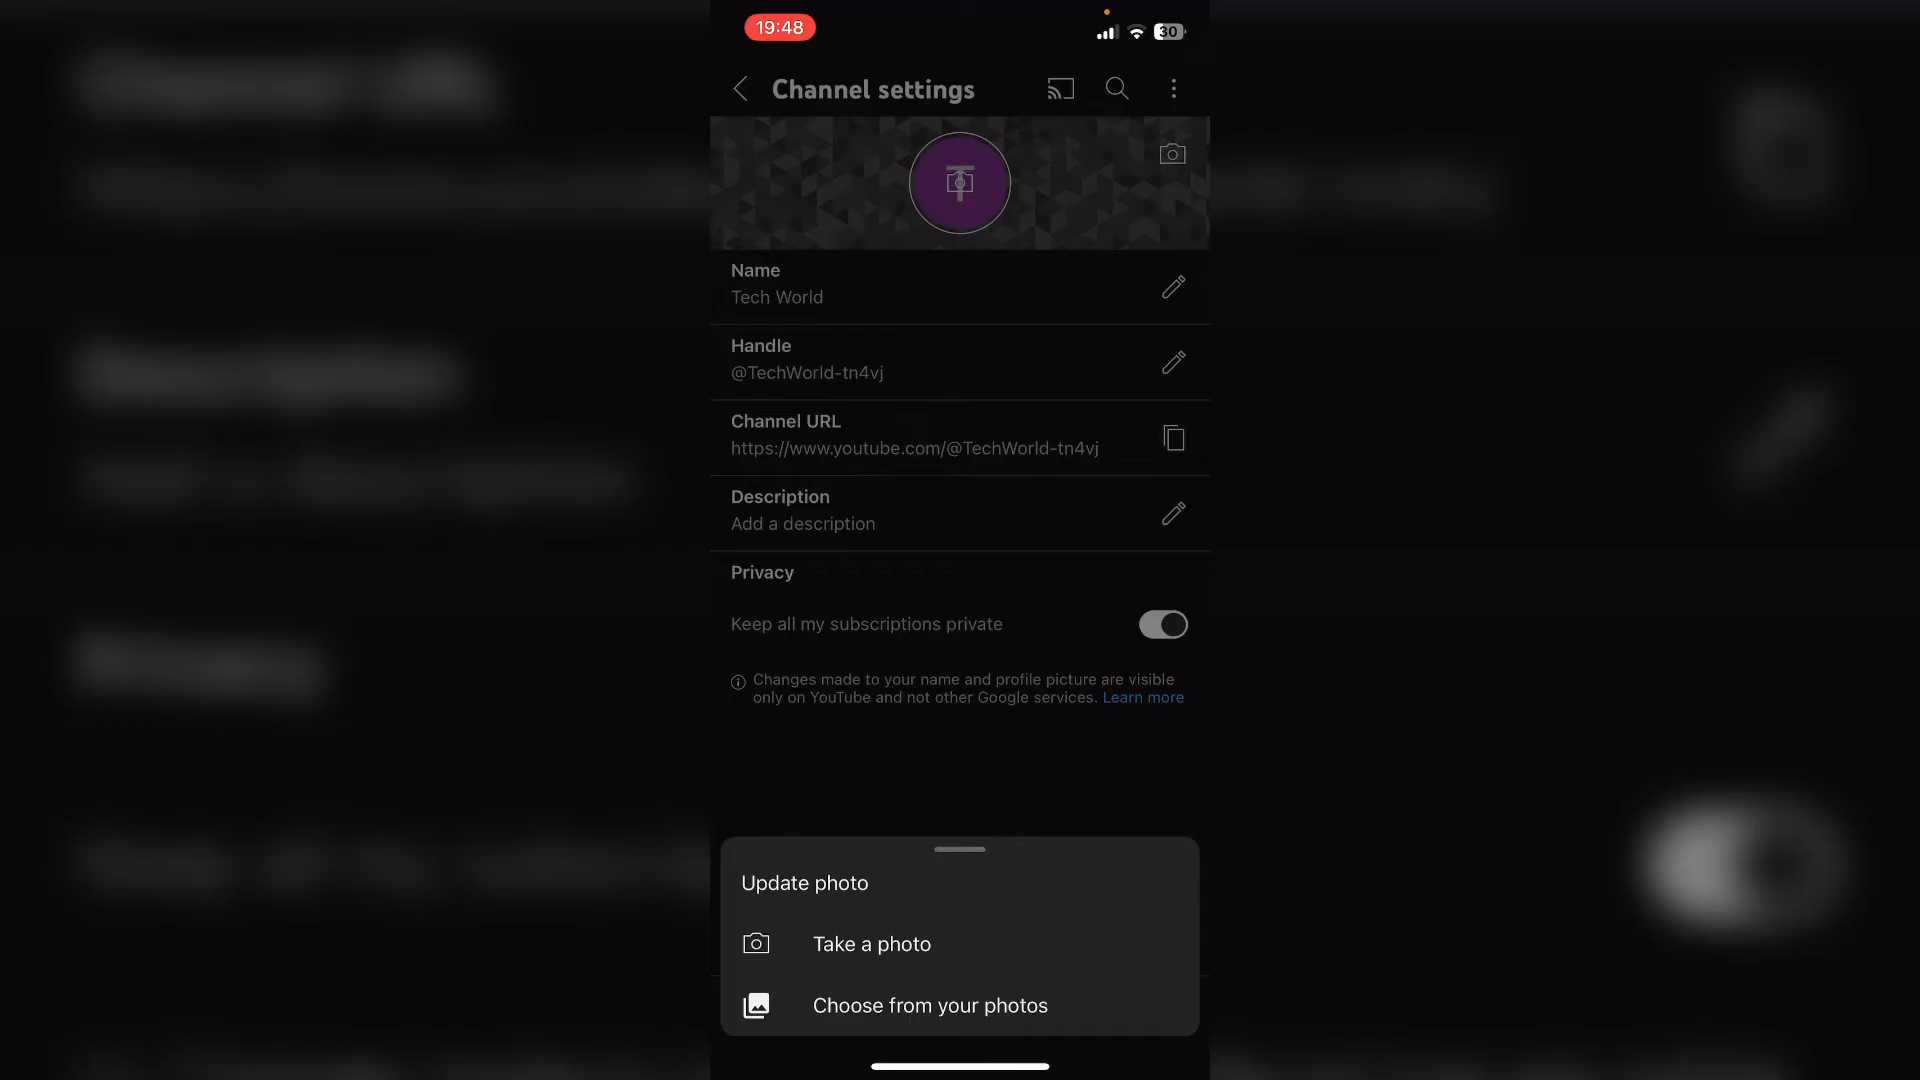 19:48
30
Channel settings
T
Name
Tech World
Handle
@TechWorld-tn4vj
Channel URL
https://www.youtube.com/@TechWorld-tn4vj
Description
Add a description
Privacy
Keep all my subscriptions private
Changes made to your name and profile picture are visible
only on YouTube and not other Google services. Learn more
Update photo
Take a photo
Choose from your photos